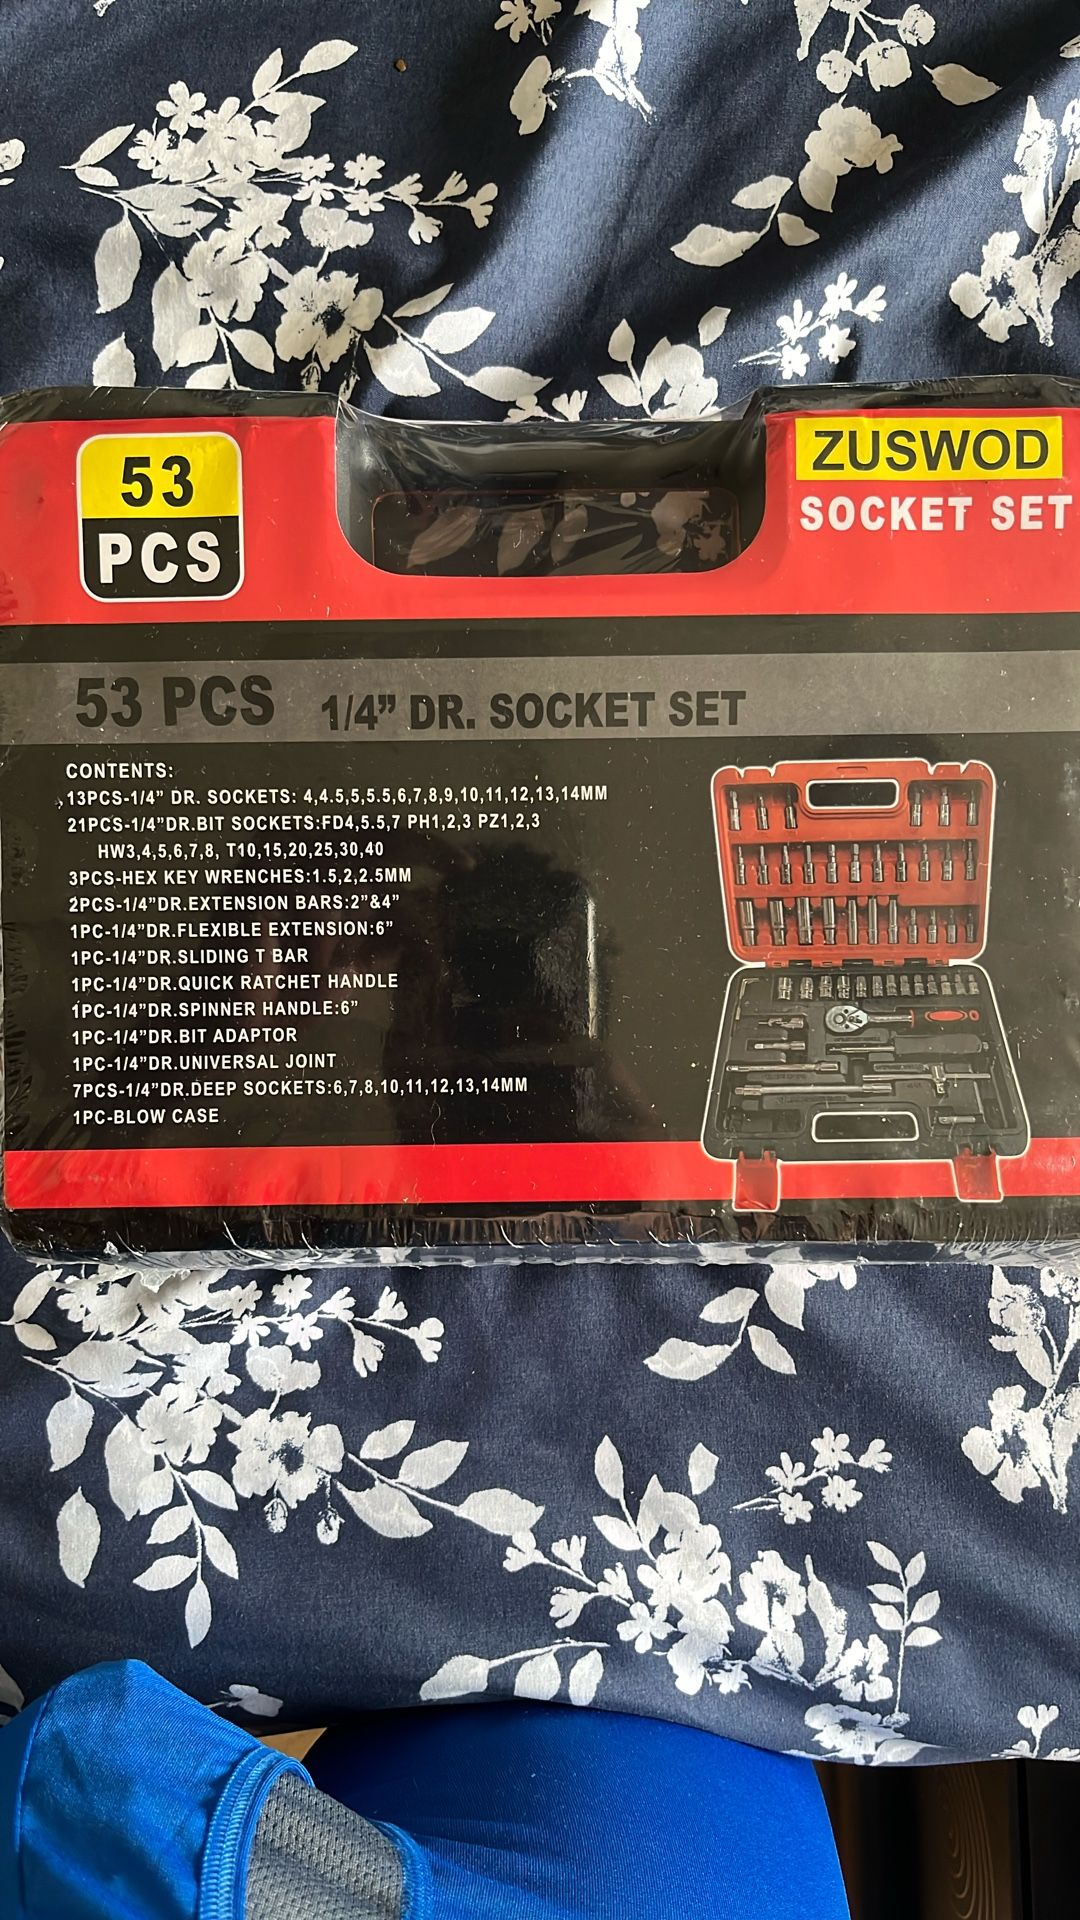 53
PCS
ZUSWOD
SOCKET SET
53 PCS 1/4” DR. SOCKET SET
CONTENTS:
13PCS-1/4” DR. SOCKETS: 4,4.5,5,5.5,6,7,8,9,10,11,12,13,14MM
21PCS-1/4”DR.BIT SOCKETS:FD4,5.5,7 PH1,2,3 PZ1,2,3
HW3,4,5,6,7,8, T10,15,20,25,30,40
3PCS-HEX KEY WRENCHES:1.5,2,2.5MM
2PCS-1/4”DR.EXTENSION BARS:2”&4”
1PC-1/4”DR.FLEXIBLE EXTENSION:6”
1PC-1/4”DR.SLIDING T BAR
1PC-1/4”DR.QUICK RATCHET HANDLE
1PC-1/4”DR.SPINNER HANDLE:6”
1PC-1/4”DR.BIT ADAPTOR
1PC-1/4”DR.UNIVERSAL JOINT
7PCS-1/4”DR.DEEP SOCKETS:6,7,8,10,11,12,13,14MM
1PC-BLOW CASE